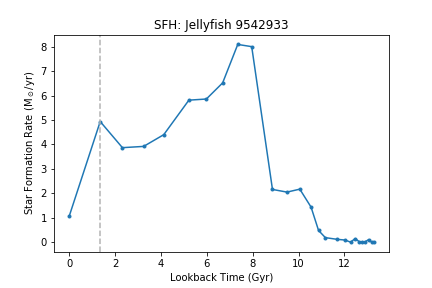 SFH: Jellyfish 9542933
Star Formation Rate (M☉/yr)
8
7
6
5
4
3
2
1
0
0 2 4 6 8 10 12
Lookback Time (Gyr)